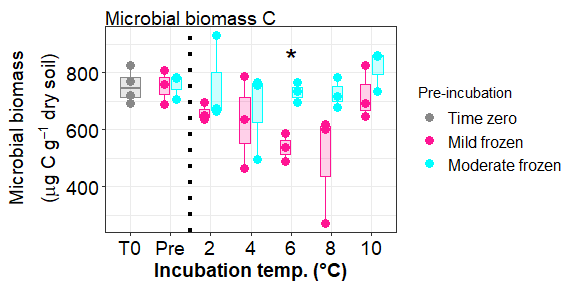 Microbial biomass C
Microbial biomass
(μg C g⁻¹ dry soil)
800
600
400
*
T0 Pre 2 4 6 8 10
Incubation temp. (°C)
Pre-incubation
Time zero
Mild frozen
Moderate frozen